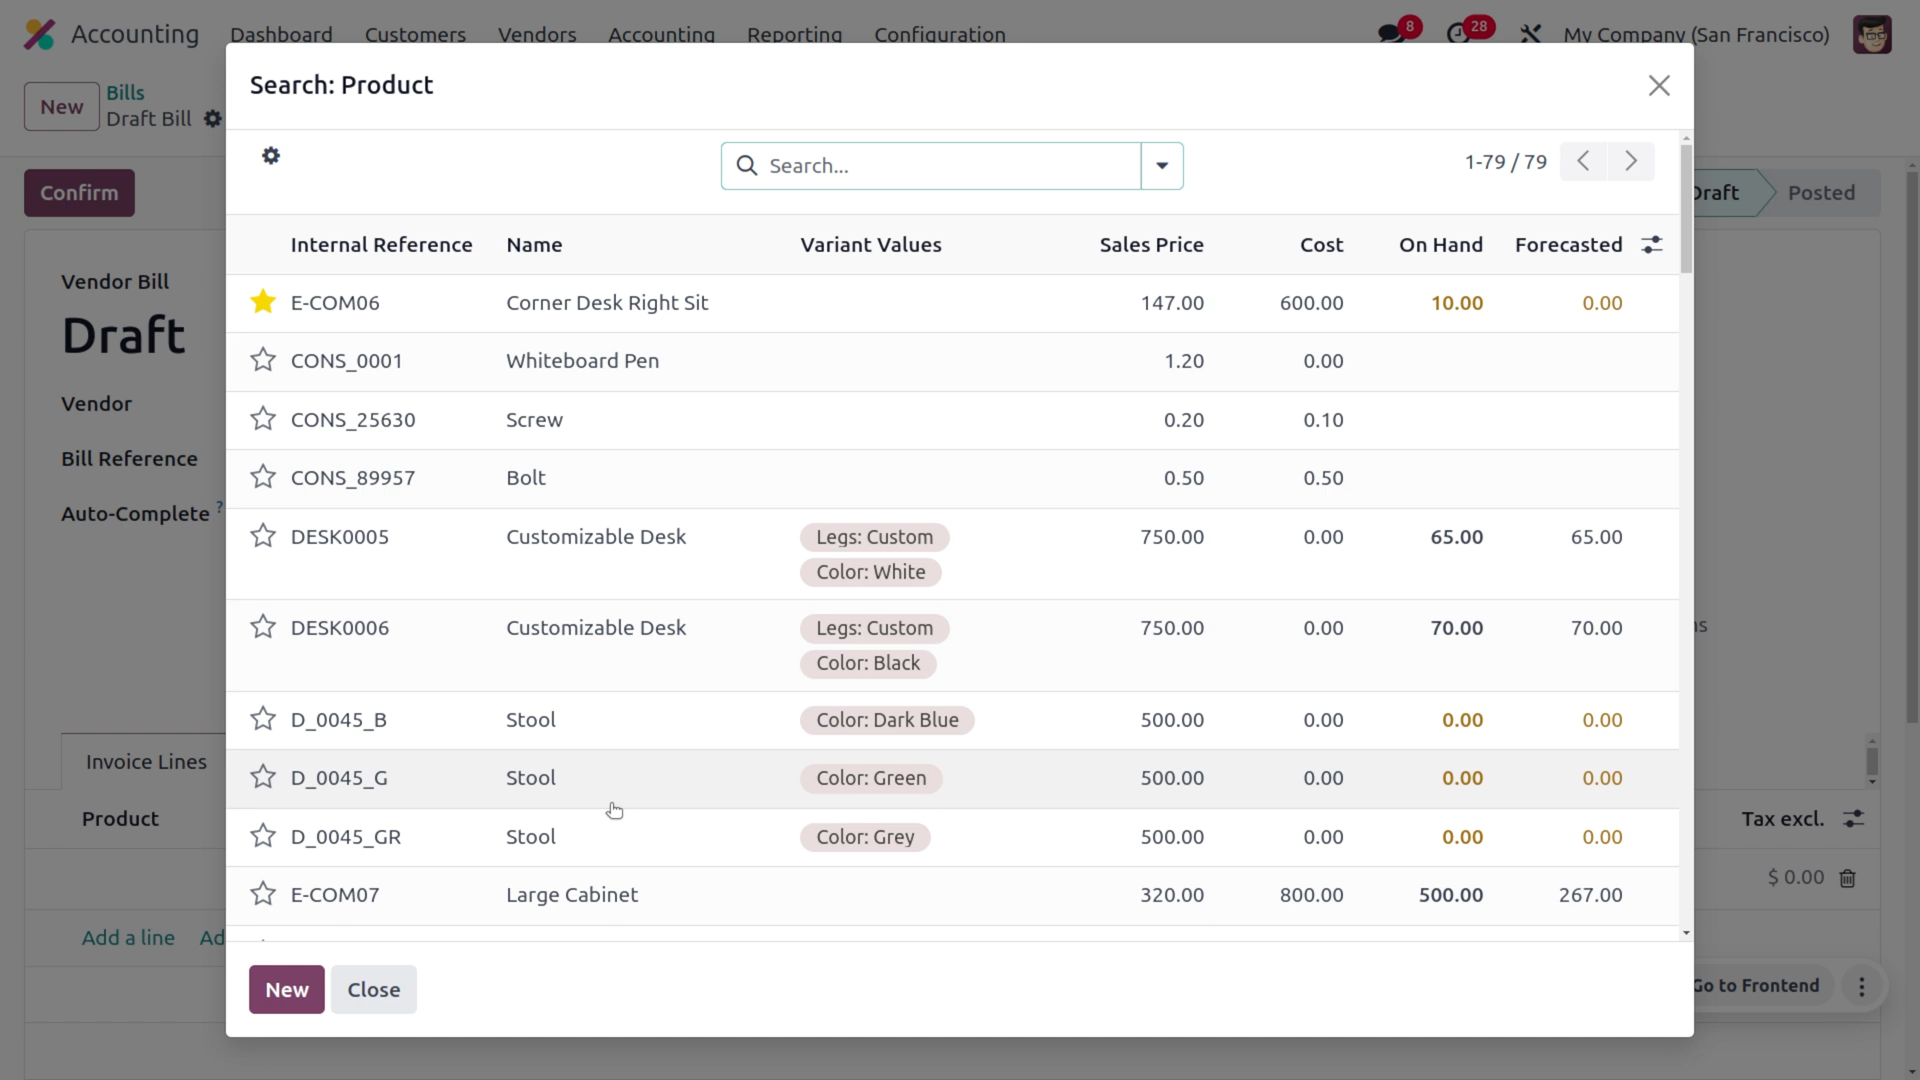 Accounting Dashboard Customers Vendors Accounting Reporting Configuration 8 28 My Company (San Francisco)
New Bills
Draft Bill
Confirm
Draft Posted
Vendor Bill
Draft
Vendor
Bill Reference
Auto-Complete ?
Invoice Lines
Product Tax excl.
$ 0.00
Add a line
Go to Frontend
Search: Product
Search... 1-79 / 79
Internal Reference Name Variant Values Sales Price Cost On Hand Forecasted
E-COM06 Corner Desk Right Sit 147.00 600.00 10.00 0.00
CONS_0001 Whiteboard Pen 1.20 0.00
CONS_25630 Screw 0.20 0.10
CONS_89957 Bolt 0.50 0.50
DESK0005 Customizable Desk Legs: Custom 750.00 0.00 65.00 65.00
Color: White
DESK0006 Customizable Desk Legs: Custom 750.00 0.00 70.00 70.00
Color: Black
D_0045_B Stool Color: Dark Blue 500.00 0.00 0.00 0.00
D_0045_G Stool Color: Green 500.00 0.00 0.00 0.00
D_0045_GR Stool Color: Grey 500.00 0.00 0.00 0.00
E-COM07 Large Cabinet 320.00 800.00 500.00 267.00
New Close